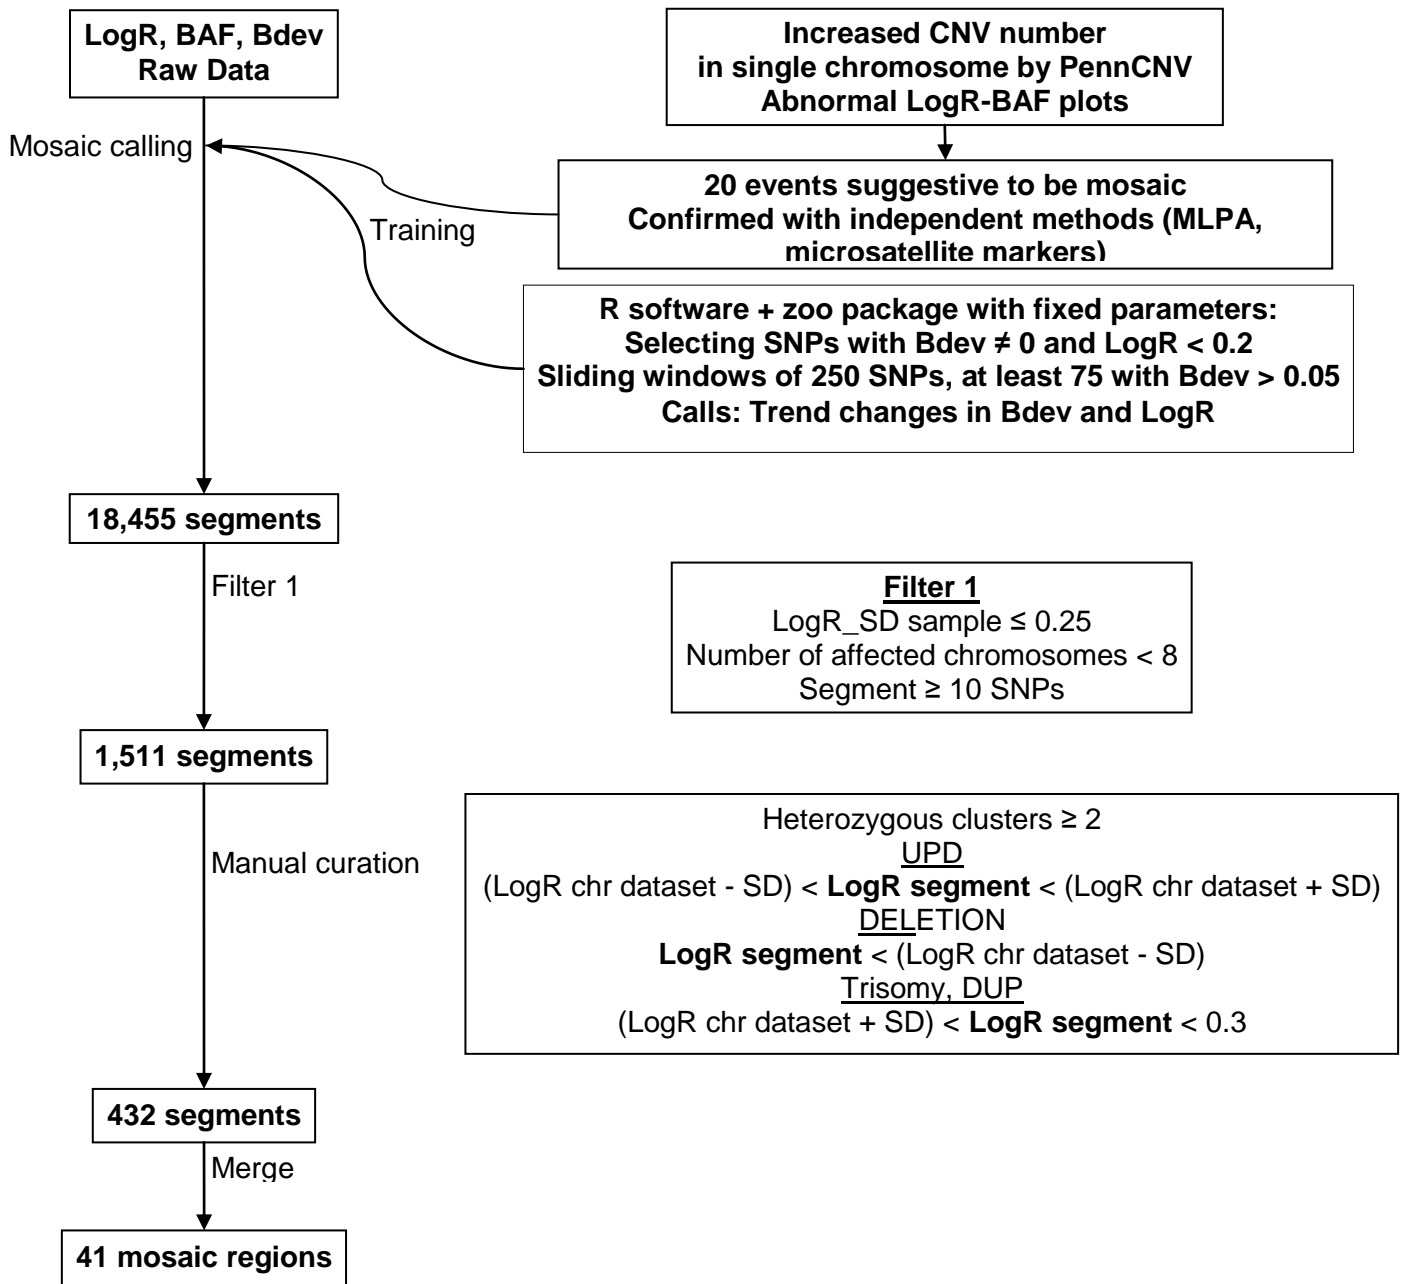 LogR, BAF, Bdev
Raw Data
Increased CNV number
in single chromosome by PennCNV
Abnormal LogR-BAF plots
Mosaic calling
20 events suggestive to be mosaic
Confirmed with independent methods (MLPA,
microsatellite markers)
Training
R software + zoo package with fixed parameters:
Selecting SNPs with Bdev ≠ 0 and LogR < 0.2
Sliding windows of 250 SNPs, at least 75 with Bdev > 0.05
Calls: Trend changes in Bdev and LogR
18,455 segments
Filter 1
Filter 1
LogR_SD sample ≤ 0.25
Number of affected chromosomes < 8
Segment ≥ 10 SNPs
1,511 segments
Manual curation
Heterozygous clusters ≥ 2
UPD
(LogR chr dataset - SD) < LogR segment < (LogR chr dataset + SD)
DELETION
LogR segment < (LogR chr dataset - SD)
Trisomy, DUP
(LogR chr dataset + SD) < LogR segment < 0.3
432 segments
Merge
41 mosaic regions